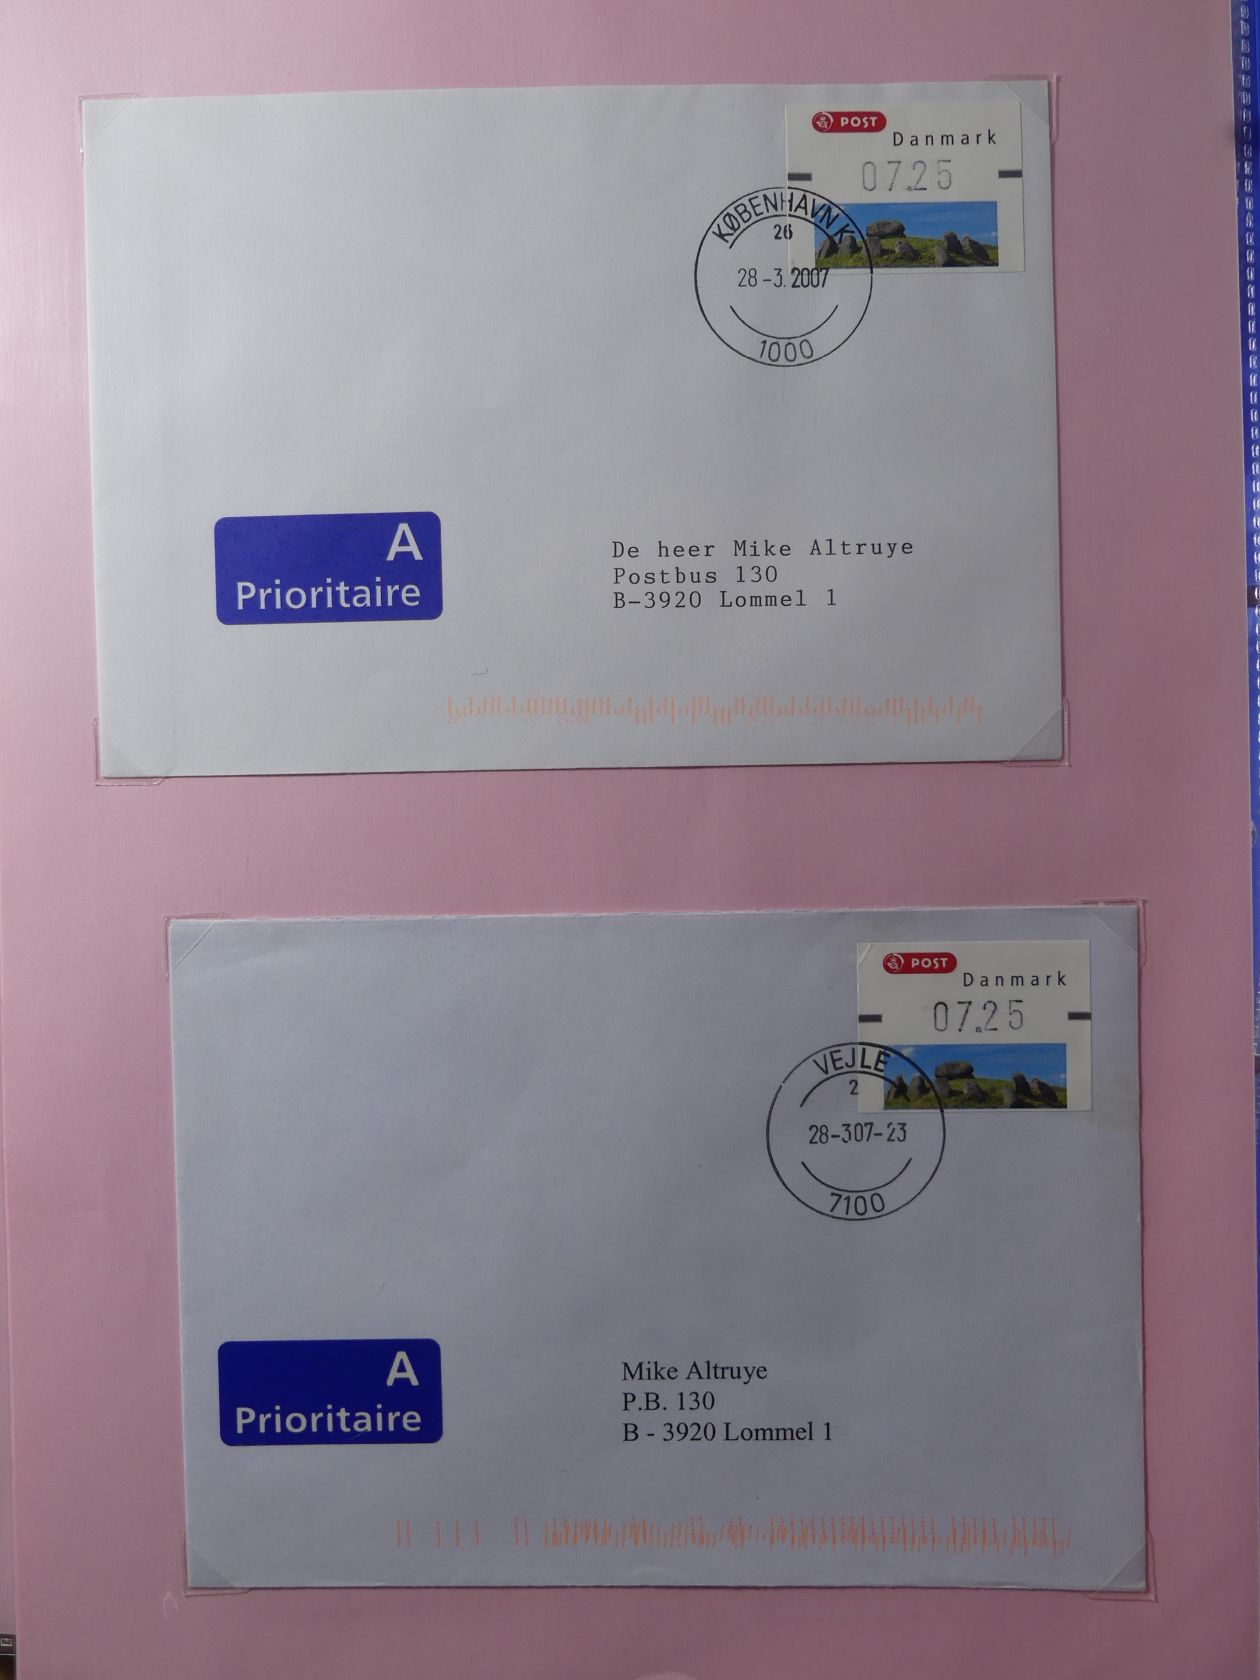 POST
Danmark
07.25
KØBENHAVN K
26
28-3.2007
1000
A
Prioritaire
De heer Mike Altruye
Postbus 130
B-3920 Lommel 1
POST
Danmark
07.25
VEJLE
2
28-307-23
7100
A
Prioritaire
Mike Altruye
P.B. 130
B - 3920 Lommel 1